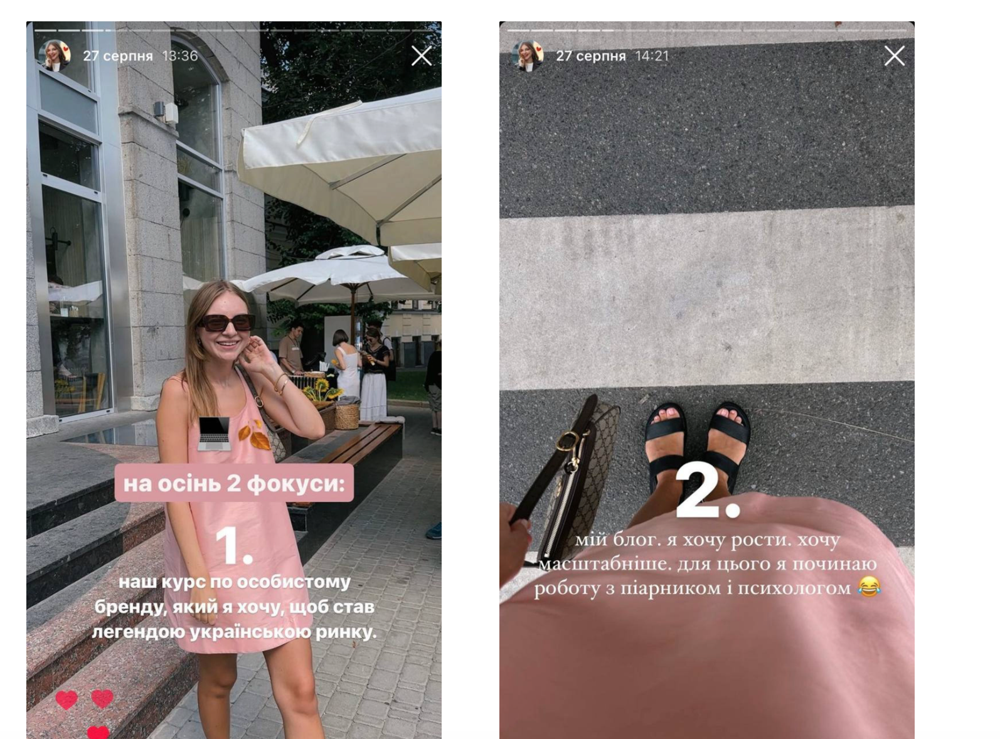 27 серпня 13:36
на осінь 2 фокуси:
1.
наш курс по особистому
бренду, який я хочу, щоб став
легендою українською ринку.
27 серпня 14:21
2.
мій блог. я хочу рости. хочу
масштабніше. для цього я починаю
роботу з піарником і психологом 😂